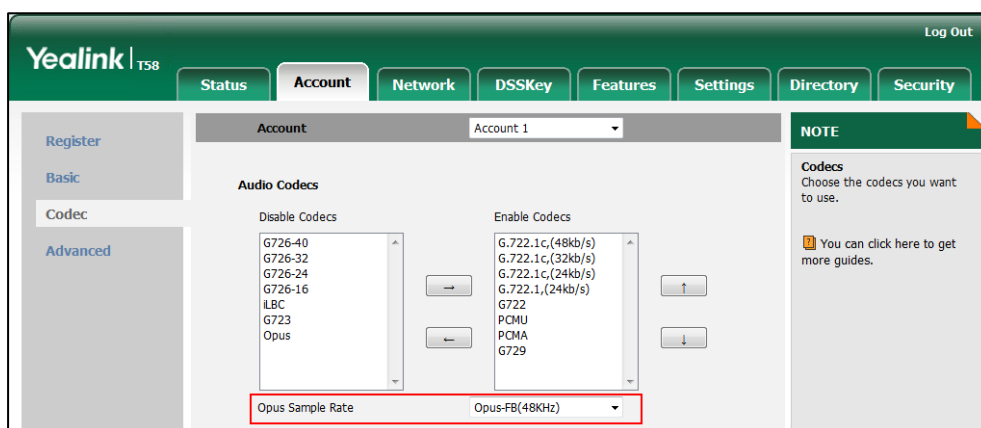 Log Out
Yealink T58
Status Account Network DSSKey Features Settings Directory Security
Register
Basic
Codec
Advanced
Account Account 1
Audio Codecs
Disable Codecs
G726-40
G726-32
G726-24
G726-16
iLBC
G723
Opus
→
←
Enable Codecs
G.722.1c,(48kb/s)
G.722.1c,(32kb/s)
G.722.1c,(24kb/s)
G.722.1,(24kb/s)
G722
PCMU
PCMA
G729
↑
↓
Opus Sample Rate Opus-FB(48KHz)
NOTE
Codecs
Choose the codecs you want
to use.
? You can click here to get
more guides.